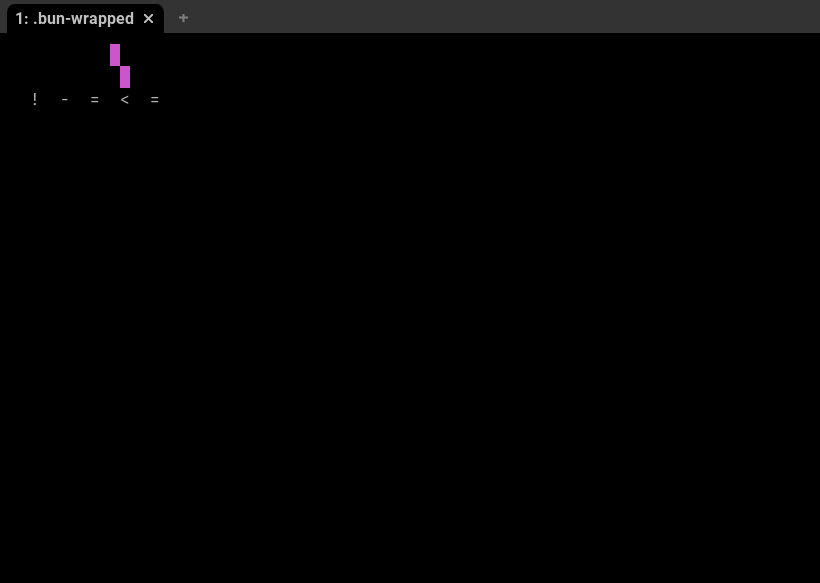 1: .bun-wrapped × +
! - = < =